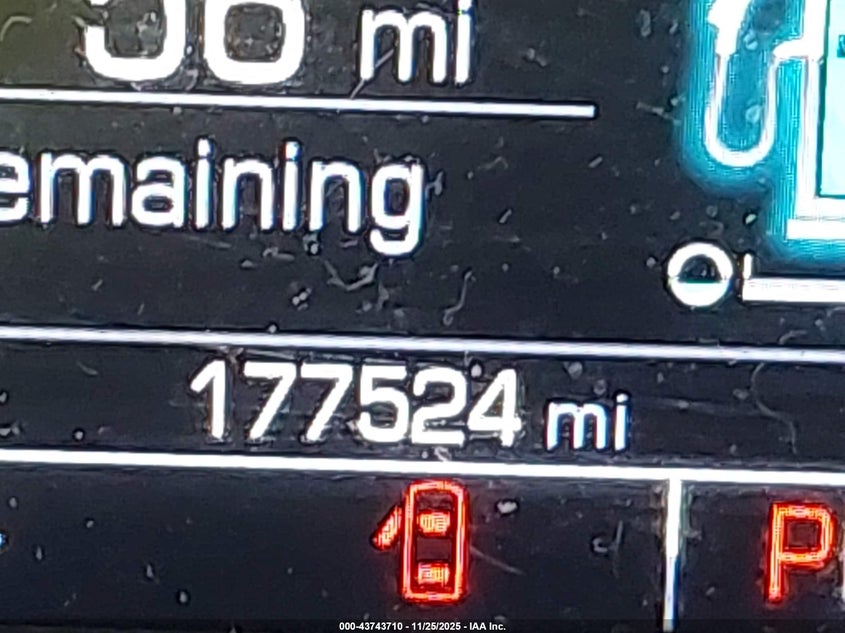 mi
emaining
177524 mi
P
000-43743710 - 11/25/2025 - IAA Inc.